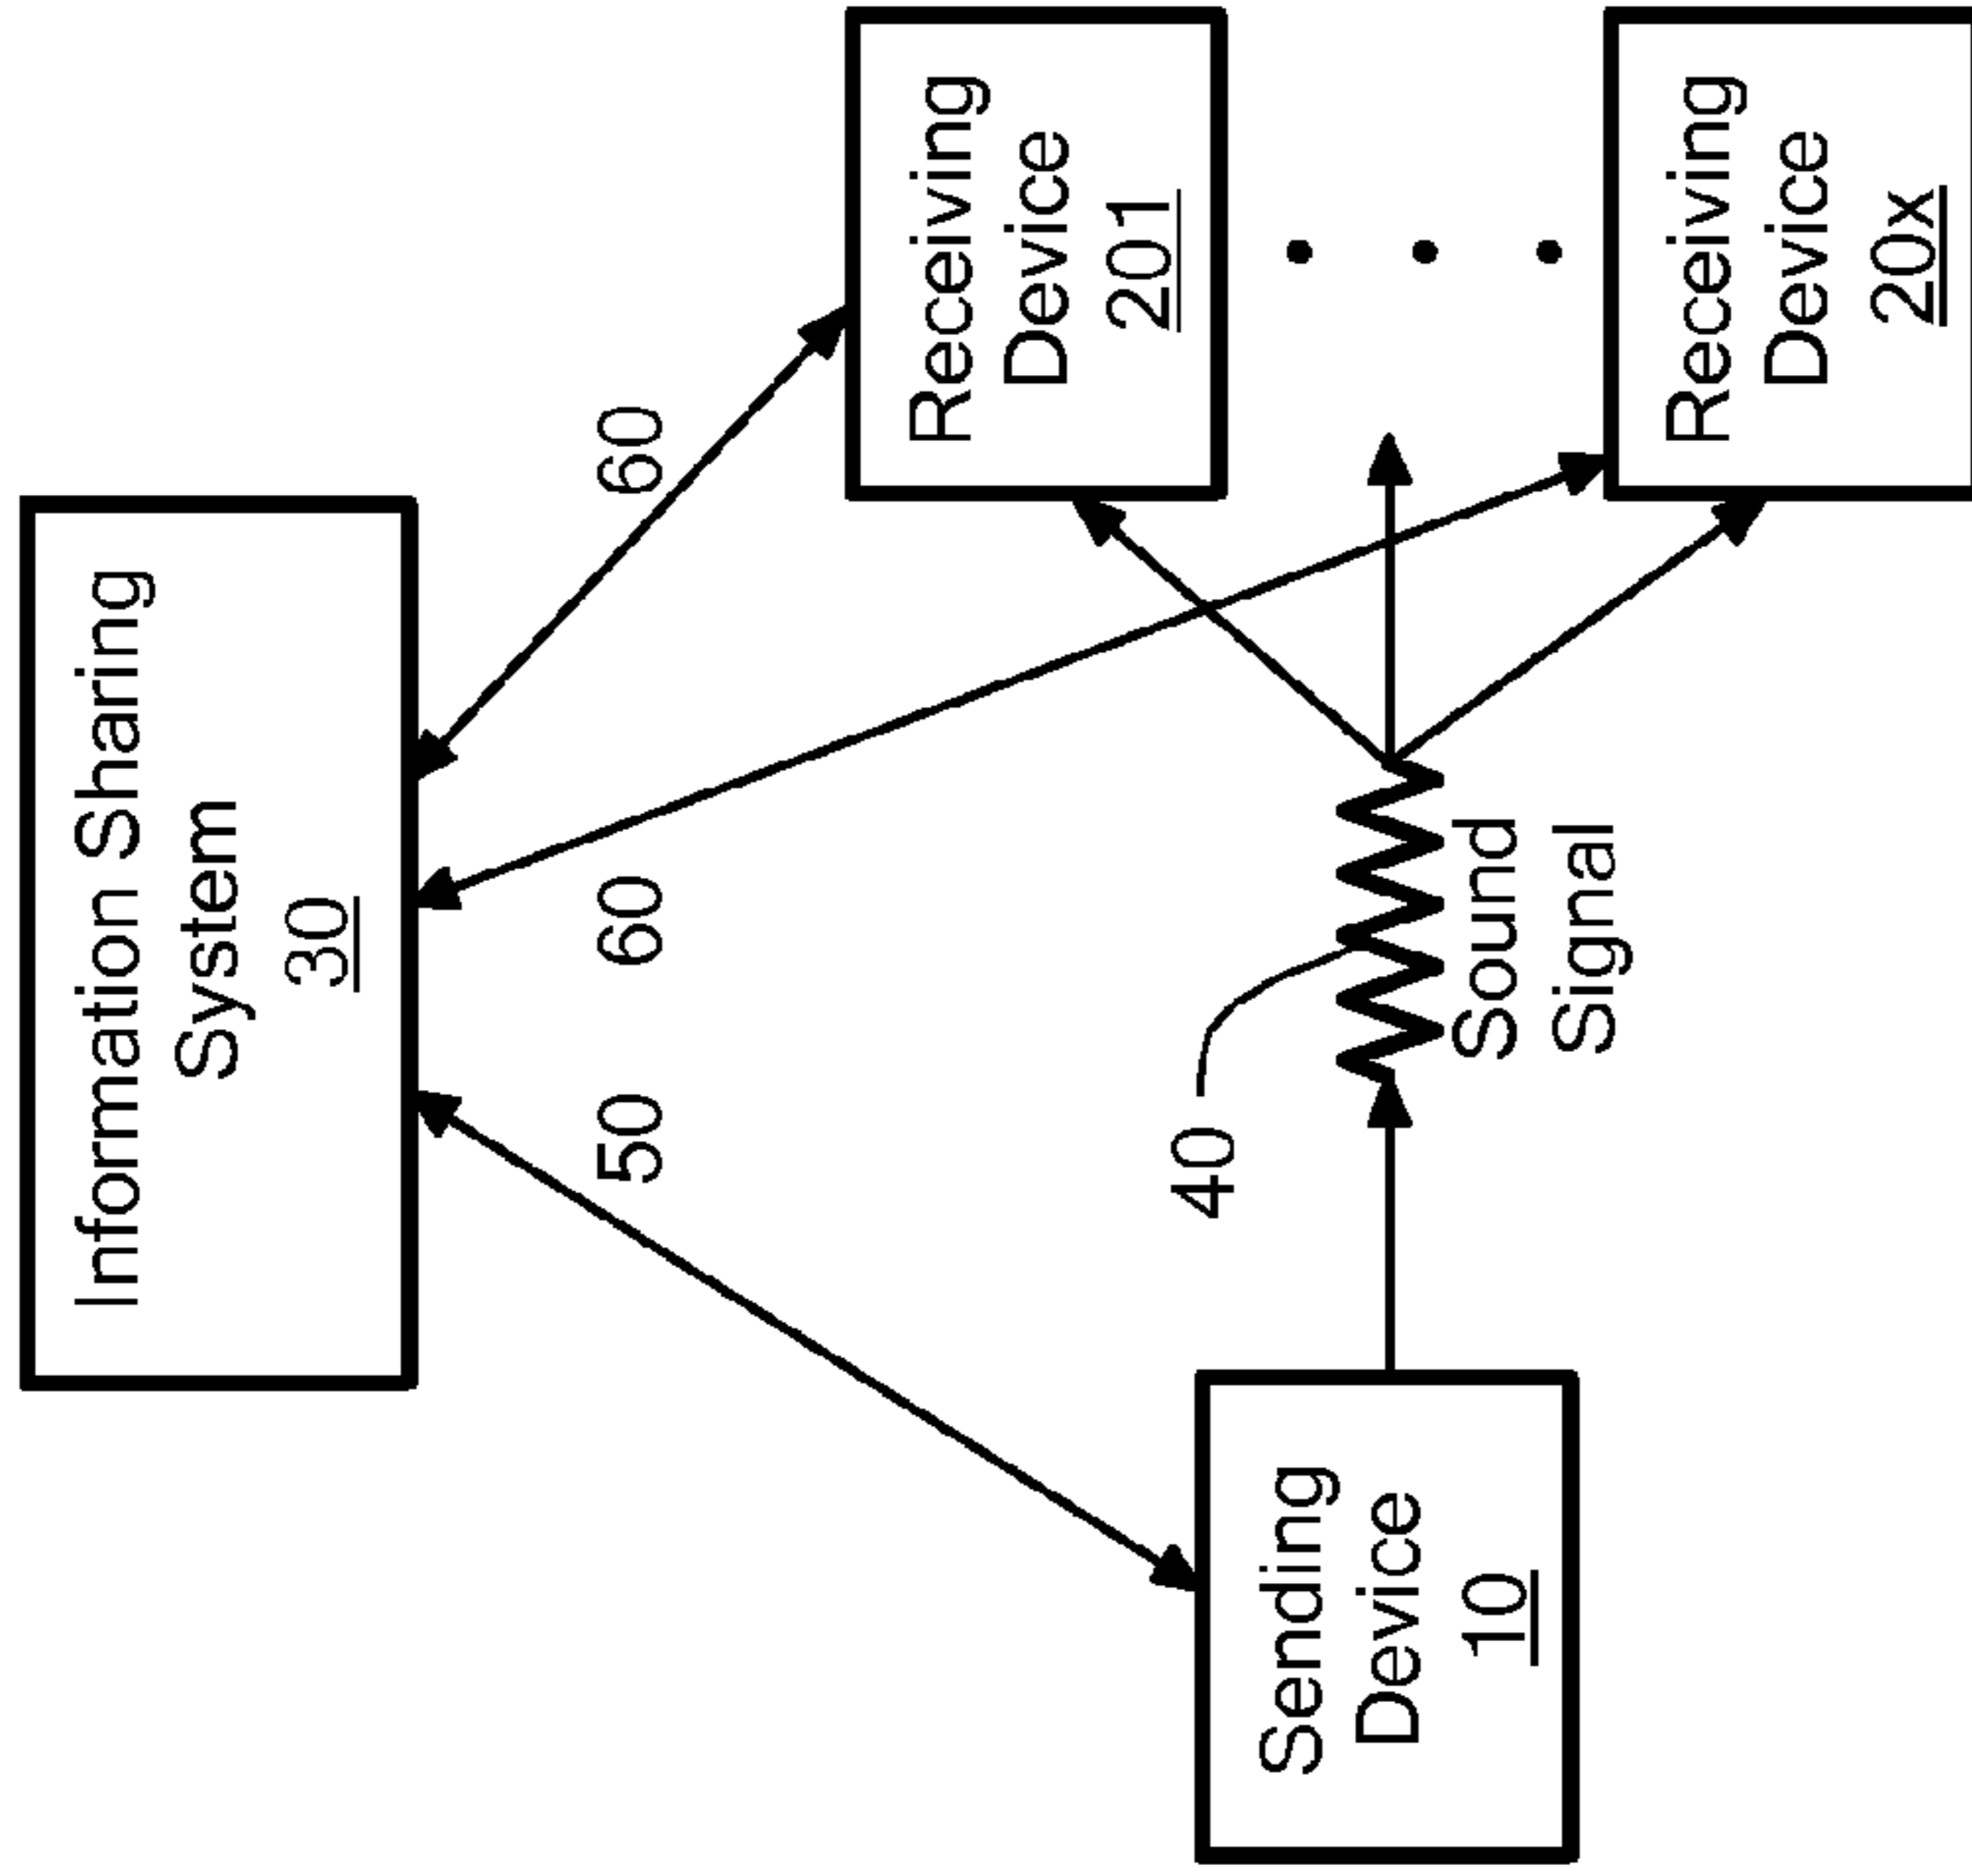 Information Sharing
System
30
50
60
60
Receiving
Device
201
40
Sound
Signal
Sending
Device
10
Receiving
Device
20x